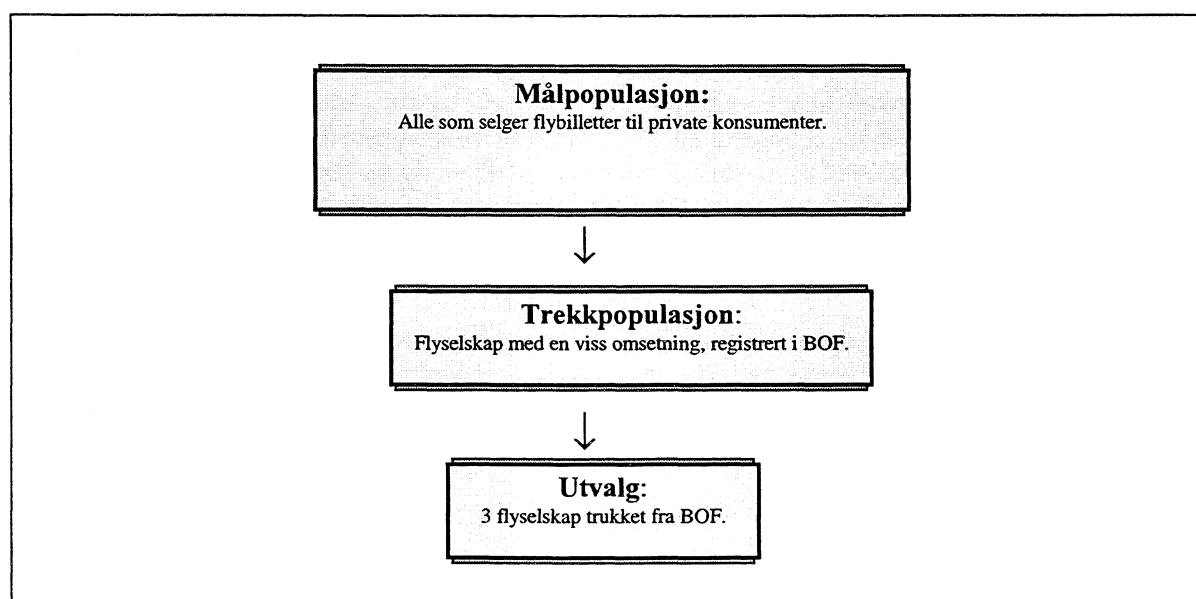 Målpopulasjon:
Alle som selger flybilletter til private konsumenter.
Trekkpopulasjon:
Flyselskap med en viss omsetning, registrert i BOF.
Utvalg:
3 flyselskap trukket fra BOF.